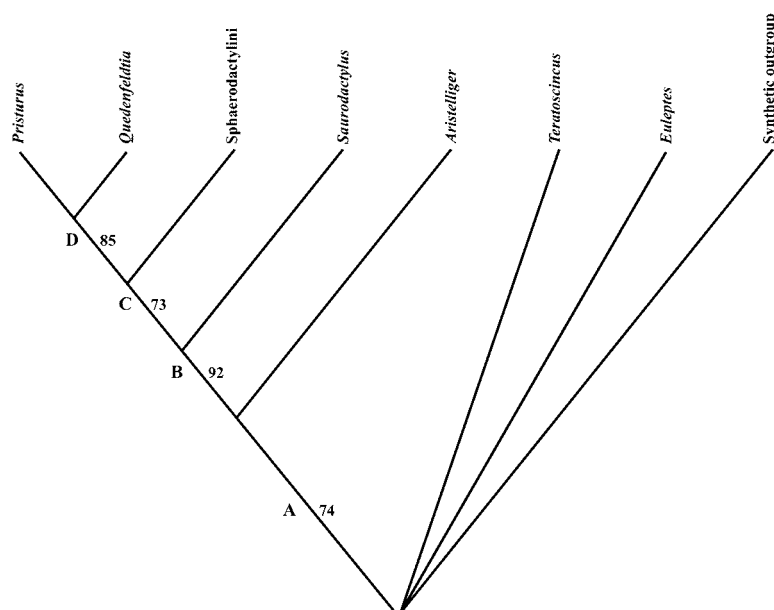 Pristurus
Quedenfeldtia
Sphaerodactylini
Saurodactylus
Aristelliger
Teratoscincus
Euleptes
Synthetic outgroup
D 85
C 73
B 92
A 74